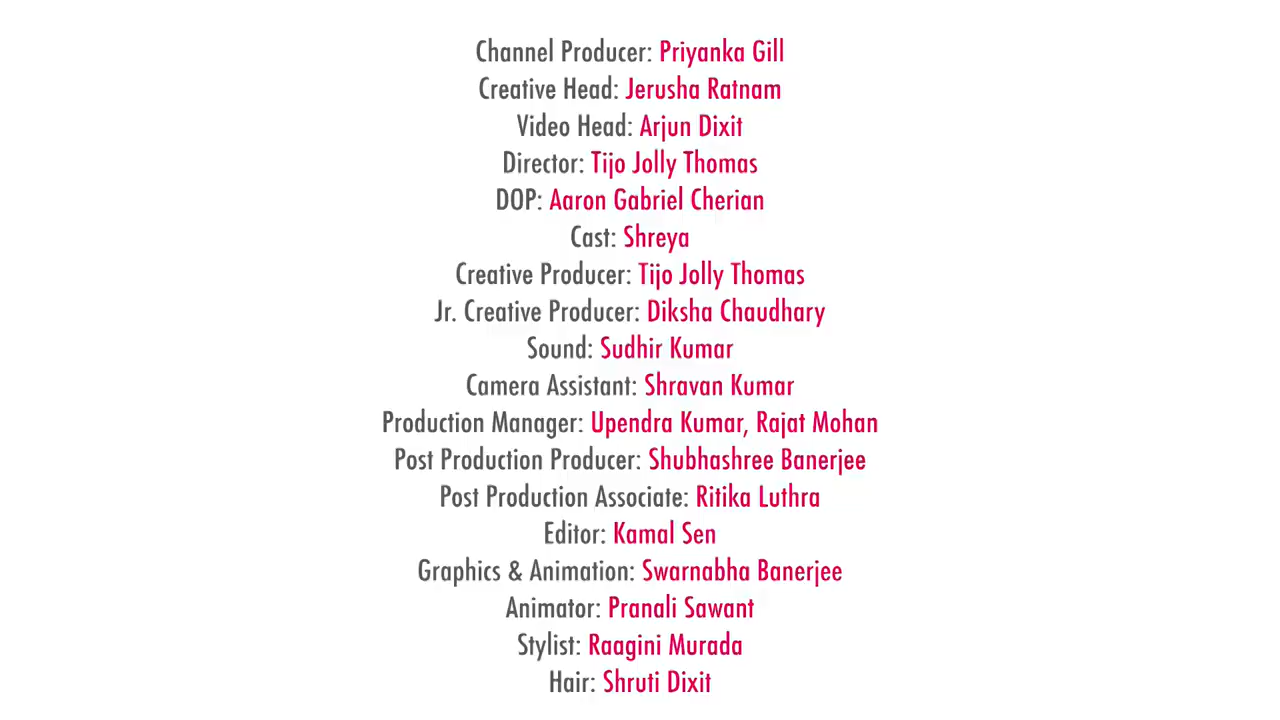 Channel Producer: Priyanka Gill
Creative Head: Jerusha Ratnam
Video Head: Arjun Dixit
Director: Tijo Jolly Thomas
DOP: Aaron Gabriel Cherian
Cast: Shreya
Creative Producer: Tijo Jolly Thomas
Jr. Creative Producer: Diksha Chaudhary
Sound: Sudhir Kumar
Camera Assistant: Shravan Kumar
Production Manager: Upendra Kumar, Rajat Mohan
Post Production Producer: Shubhashree Banerjee
Post Production Associate: Ritika Luthra
Editor: Kamal Sen
Graphics & Animation: Swarnabha Banerjee
Animator: Pranali Sawant
Stylist: Raagini Murada
Hair: Shruti Dixit